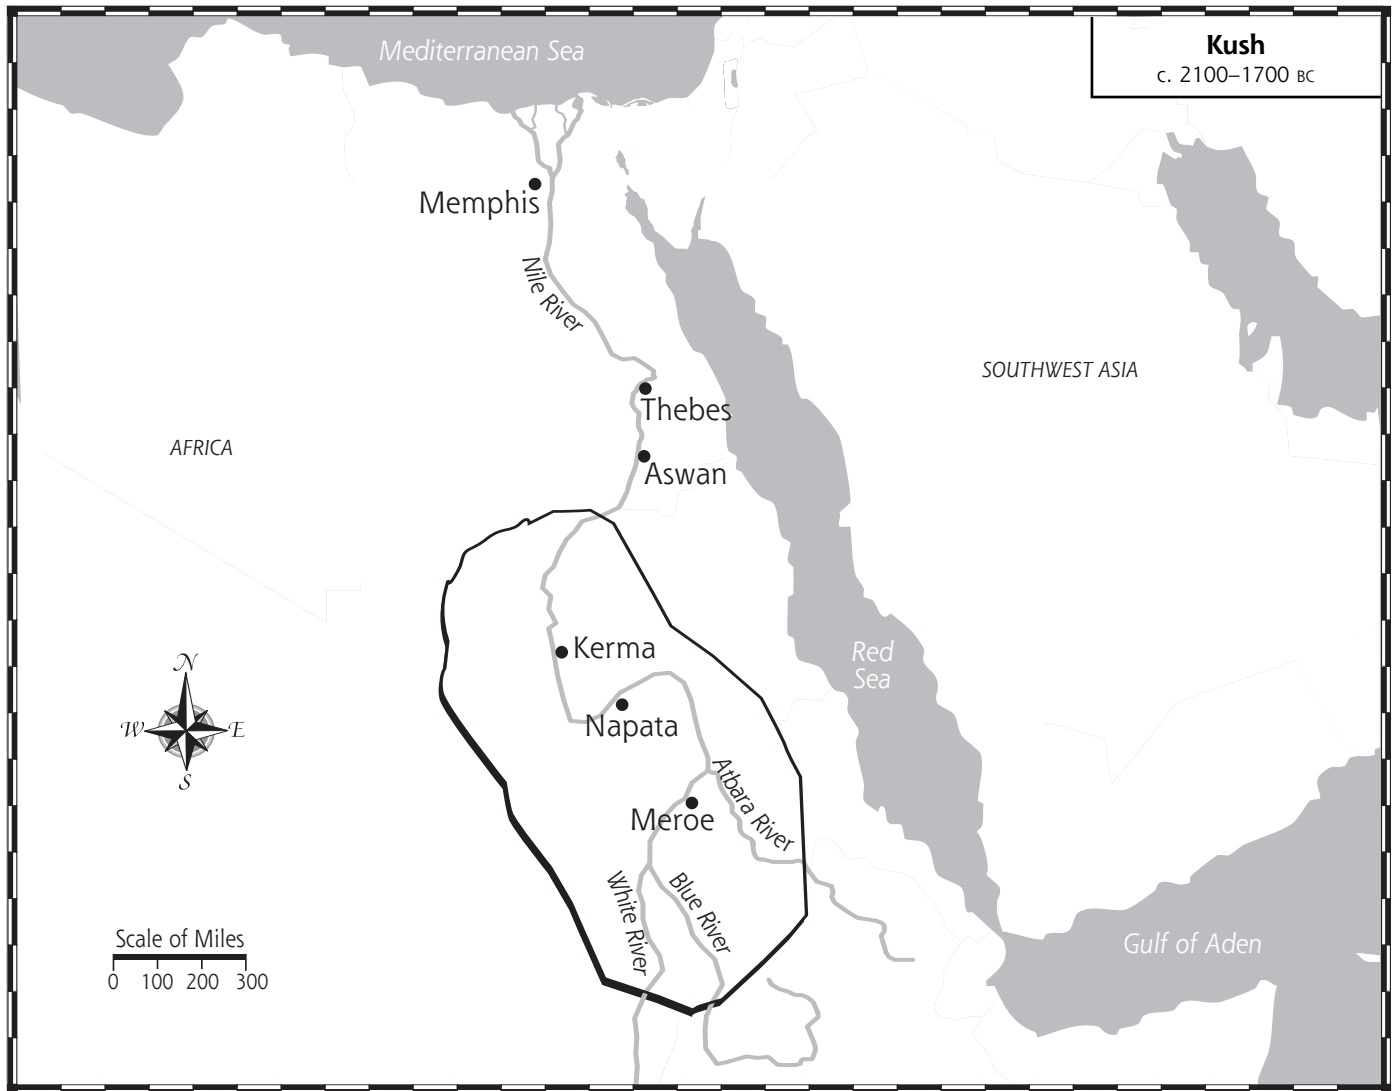 Kush
c. 2100–1700 BC
Mediterranean Sea
Memphis
Nile River
SOUTHWEST ASIA
Thebes
AFRICA
Aswan
Kerma
Red
Sea
N
W
E
S
Napata
Atbara River
Meroe
White River
Blue River
Scale of Miles
0 100 200 300
Gulf of Aden